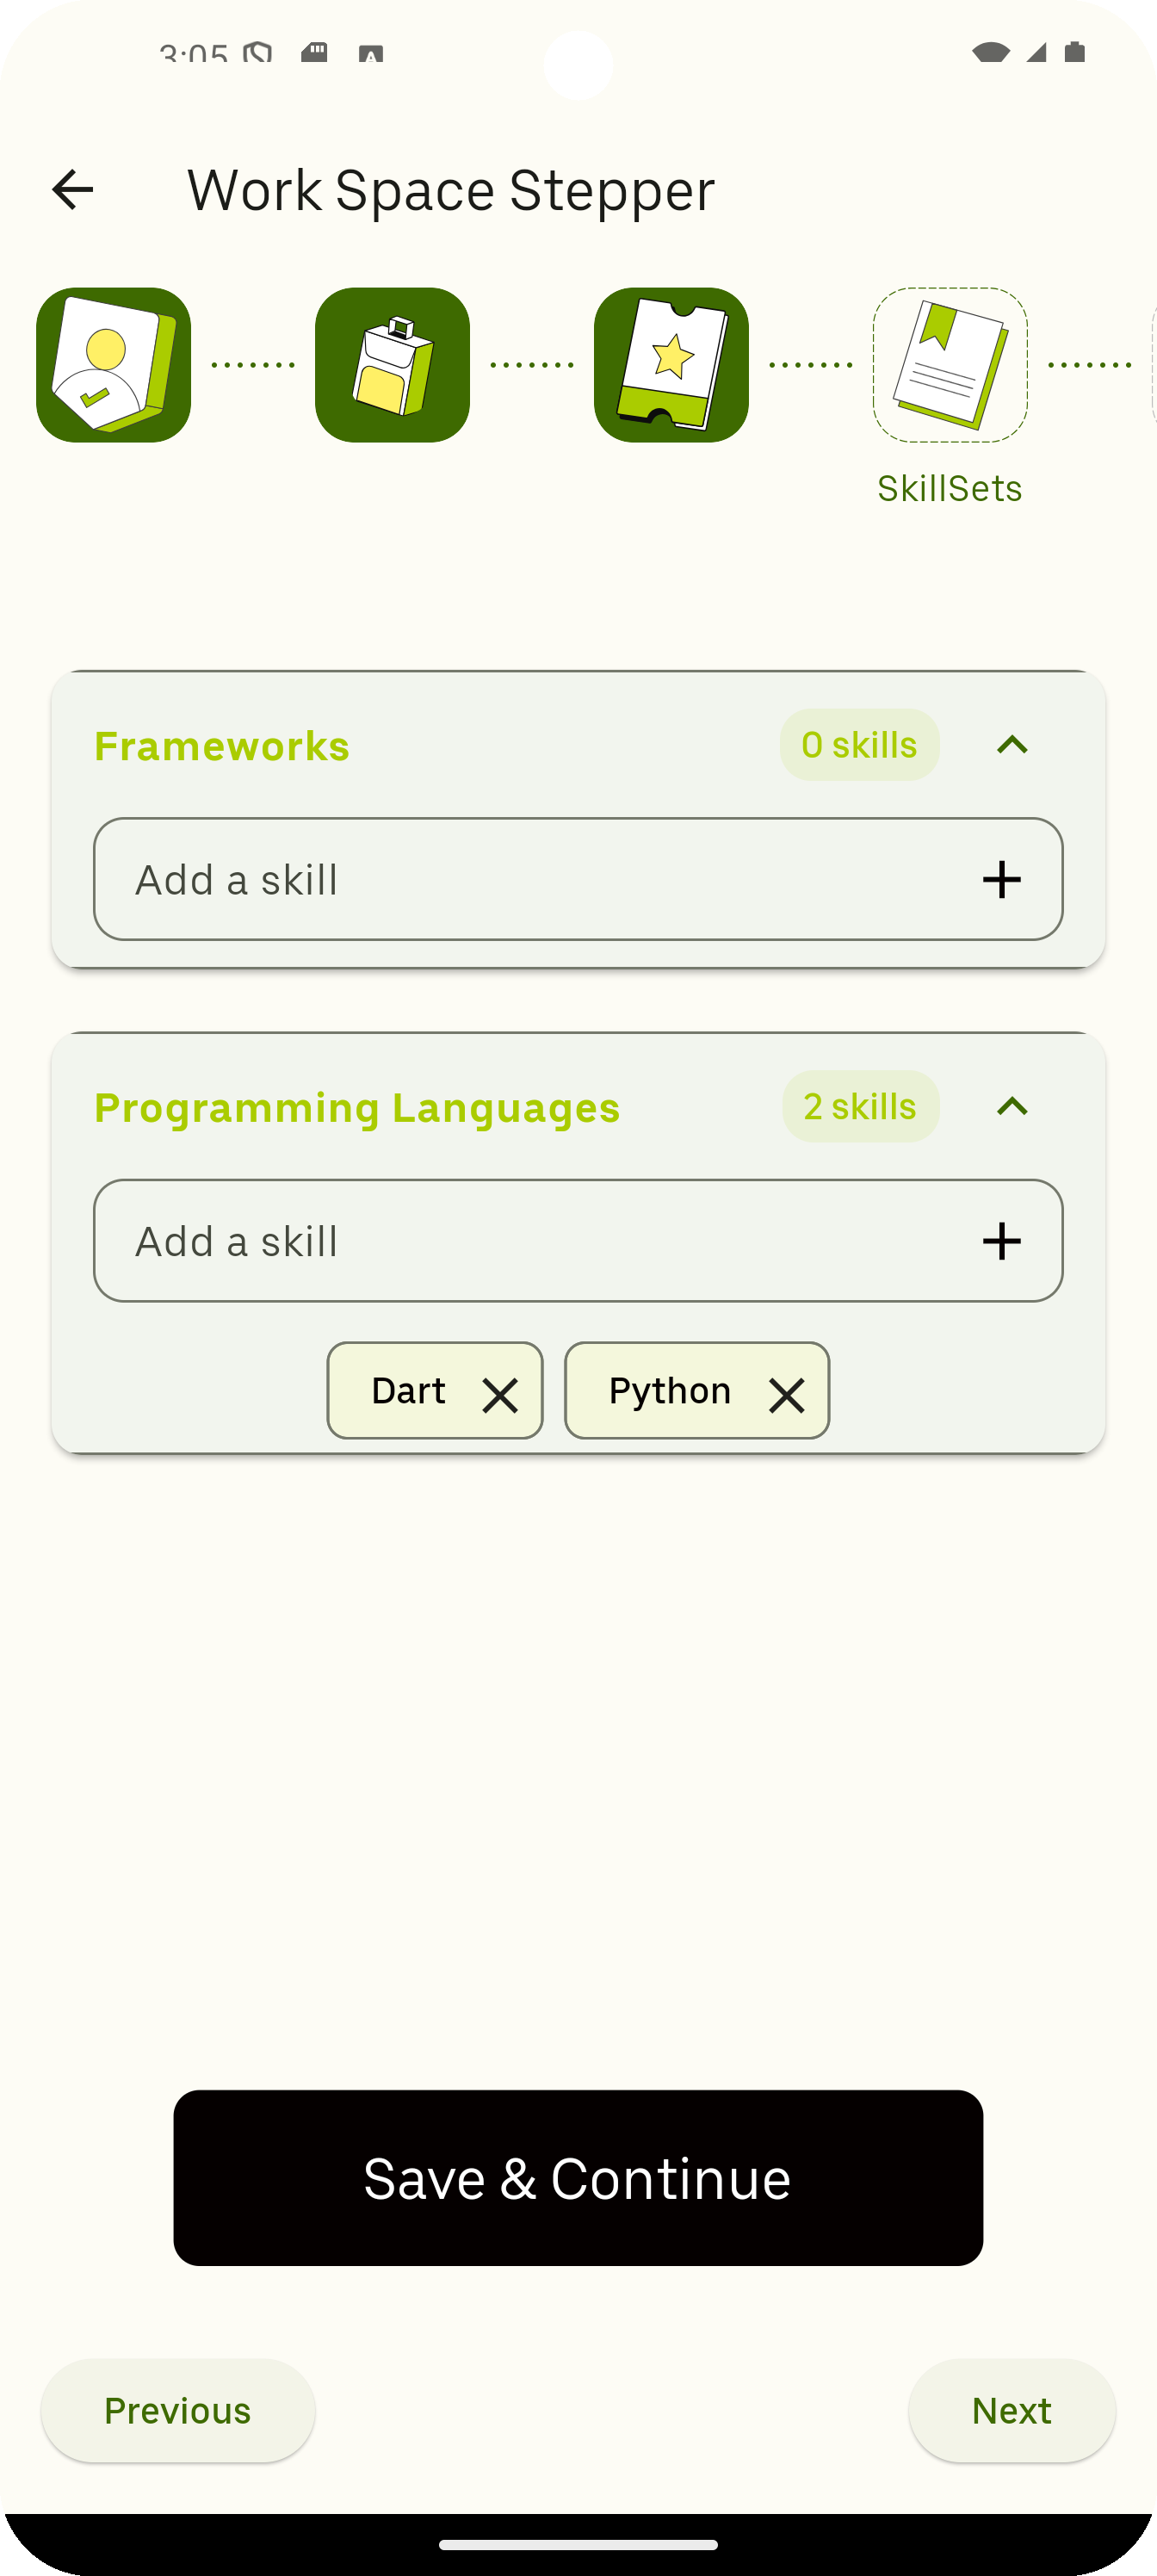 3:05
Work Space Stepper
SkillSets
Frameworks
0 skills
Add a skill
Programming Languages
2 skills
Add a skill
Dart
Python
Save & Continue
Previous
Next